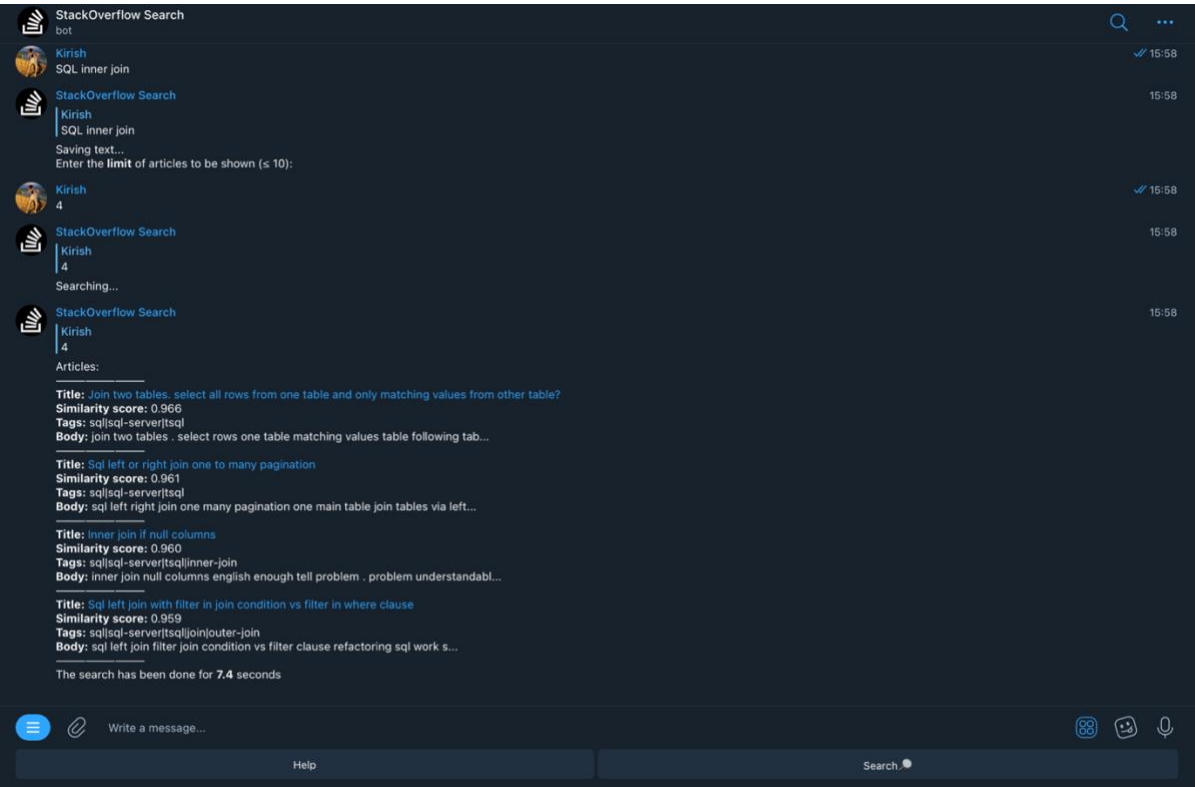 StackOverflow Search
bot
Kirish
15:58
SQL inner join
StackOverflow Search
15:58
Kirish
SQL inner join
Saving text...
Enter the limit of articles to be shown (≤ 10):
Kirish
15:58
4
StackOverflow Search
15:58
Kirish
4
Searching...
StackOverflow Search
15:58
Kirish
4
Articles:
Title: Join two tables. select all rows from one table and only matching values from other table?
Similarity score: 0.966
Tags: sql|sql-server|tsql
Body: join two tables . select rows one table matching values table following tab...
Title: Sql left or right join one to many pagination
Similarity score: 0.961
Tags: sql|sql-server|tsql
Body: sql left right join one many pagination one main table join tables via left...
Title: Inner join if null columns
Similarity score: 0.960
Tags: sql|sql-server|tsql|inner-join
Body: inner join null columns english enough tell problem . problem understandabl...
Title: Sql left join with filter in join condition vs filter in where clause
Similarity score: 0.959
Tags: sql|sql-server|tsql|join|outer-join
Body: sql left join filter join condition vs filter clause refactoring sql work s...
The search has been done for 7.4 seconds
Write a message...
Help
Search